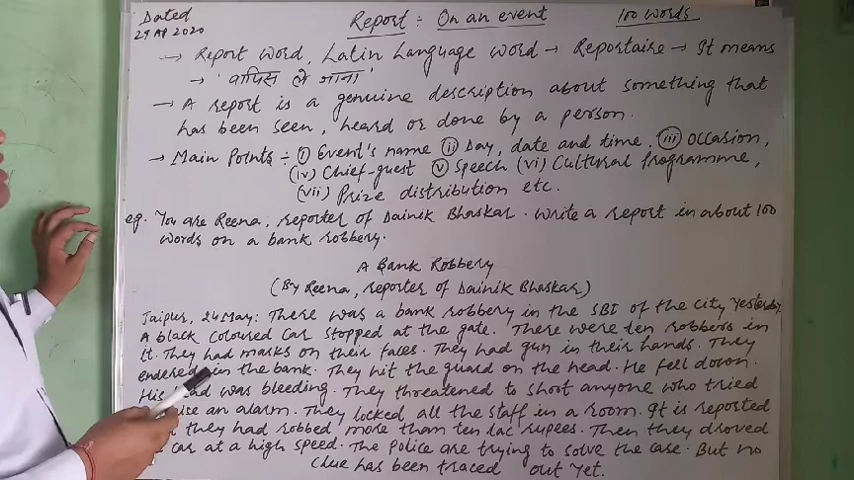 Dated
29 Ap 2020
Report :- On an event 100 words
→ Report word, Latin Language word → Reportaire → It means
→ 'वापिस ले जाना'
→ A report is a genuine description about something that
has been seen, heard or done by a person.
→ Main Points :- (i) Event's name (ii) Day, date and time. (iii) Occasion,
(iv) Chief-guest (v) Speech (vi) Cultural Programme,
(vii) Prize distribution etc.
eg. You are Reena, reporter of Dainik Bhaskar. Write a report in about 100
words on a bank robbery.
A Bank Robbery
(By Reena, reporter of Dainik Bhaskar)
Jaipur, 24 May: There was a bank robbery in the SBI of the city yesterday.
A black coloured car stopped at the gate. There were ten robbers in
it. They had masks on their faces. They had gun in their hands. They
endered in the bank. They hit the guard on the head. He fell down.
His head was bleeding. They threatened to shoot anyone who tried
an alarm. They locked all the staff in a room. It is reported
they had robbed more than ten lac rupees. Then they droved
car at a high speed. The police are trying to solve the case. But no
clue has been traced out yet.